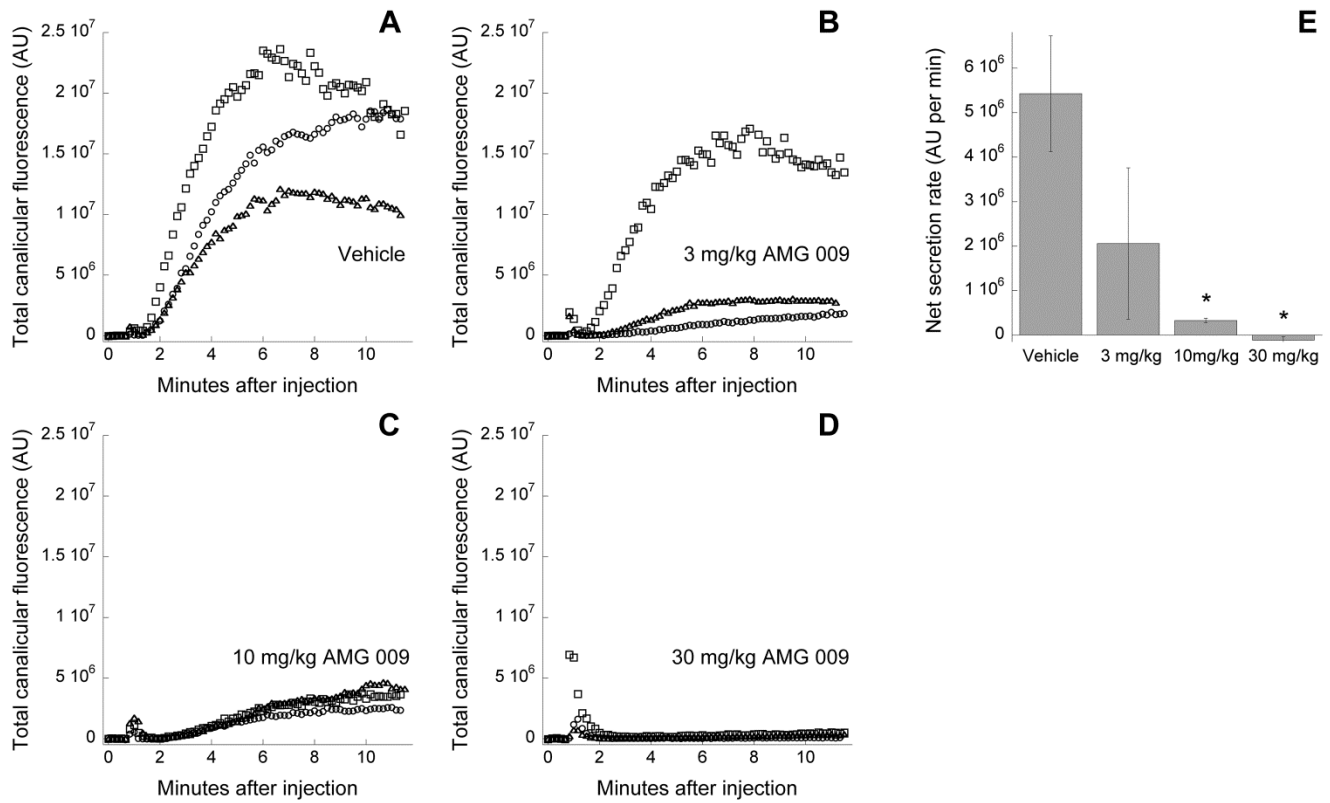 A
Total canalicular fluorescence (AU)
2.5 10⁷
2 10⁷
1.5 10⁷
1 10⁷
5 10⁶
0
Vehicle
0 2 4 6 8 10
Minutes after injection
B
Total canalicular fluorescence (AU)
2.5 10⁷
2 10⁷
1.5 10⁷
1 10⁷
5 10⁶
0
3 mg/kg AMG 009
0 2 4 6 8 10
Minutes after injection
E
Net secretion rate (AU per min)
6 10⁶
5 10⁶
4 10⁶
3 10⁶
2 10⁶
1 10⁶
0
* *
Vehicle 3 mg/kg 10mg/kg 30 mg/kg
C
Total canalicular fluorescence (AU)
2.5 10⁷
2 10⁷
1.5 10⁷
1 10⁷
5 10⁶
0
10 mg/kg AMG 009
0 2 4 6 8 10
Minutes after injection
D
Total canalicular fluorescence (AU)
2.5 10⁷
2 10⁷
1.5 10⁷
1 10⁷
5 10⁶
0
30 mg/kg AMG 009
0 2 4 6 8 10
Minutes after injection